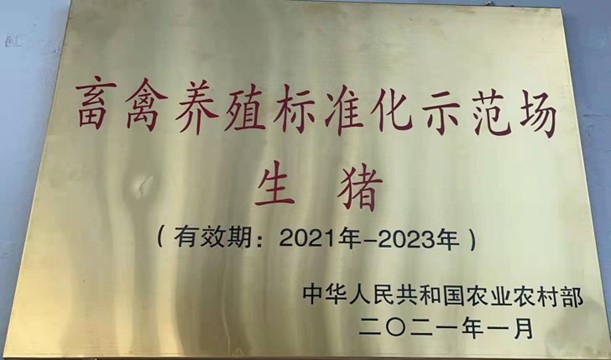 畜禽养殖标准化示范场
生 猪
（有效期：2021年-2023年）
中华人民共和国农业农村部
二〇二一年一月